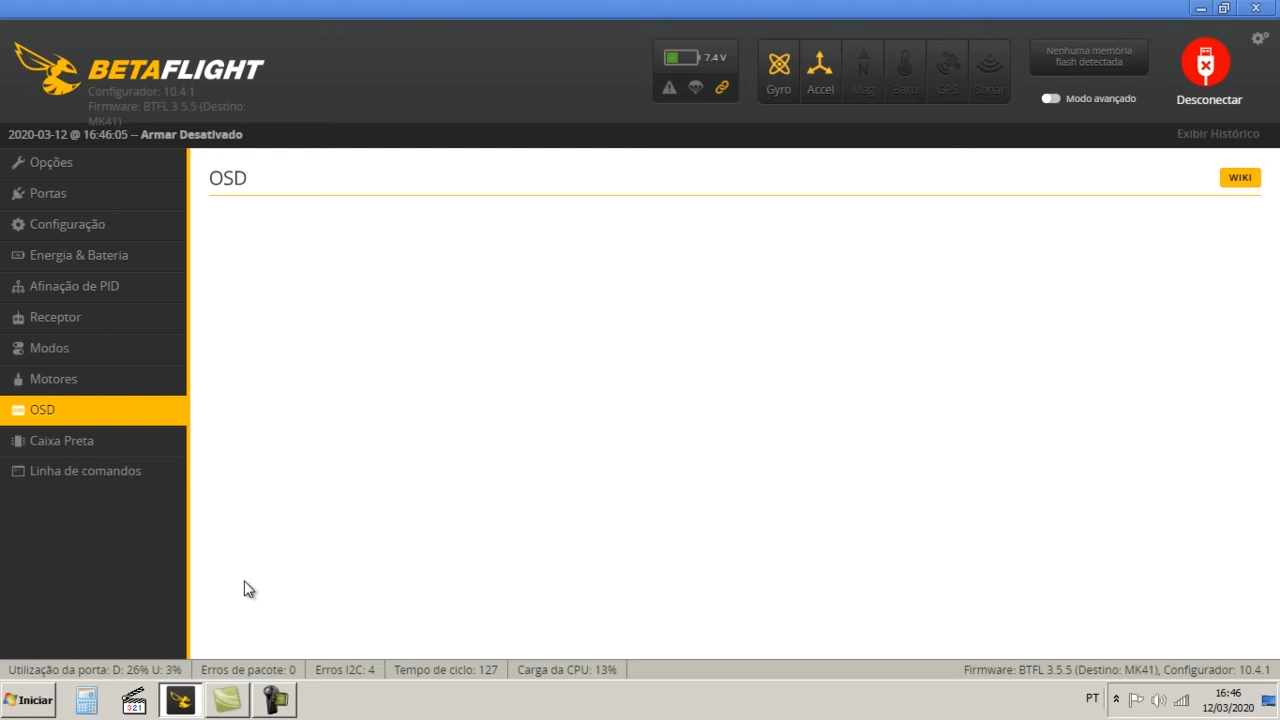 BETAFLIGHT
Configurador: 10.4.1
Firmware: BTFL 3.5.5 (Destino:
MK41)
7.4 V
Gyro
Accel
Mag
Baro
GPS
Sonar
Nenhuma memória
flash detectada
Modo avançado
Desconectar
2020-03-12 @ 16:46:05 -- Armar Desativado
Exibir Histórico
Opções
Portas
Configuração
Energia & Bateria
Afinação de PID
Receptor
Modos
Motores
OSD
Caixa Preta
Linha de comandos
OSD
WIKI
Utilização da porta: D: 26% U: 3%
Erros de pacote: 0
Erros I2C: 4
Tempo de ciclo: 127
Carga da CPU: 13%
Firmware: BTFL 3.5.5 (Destino: MK41), Configurador: 10.4.1
Iniciar
321
PT
16:46
12/03/2020